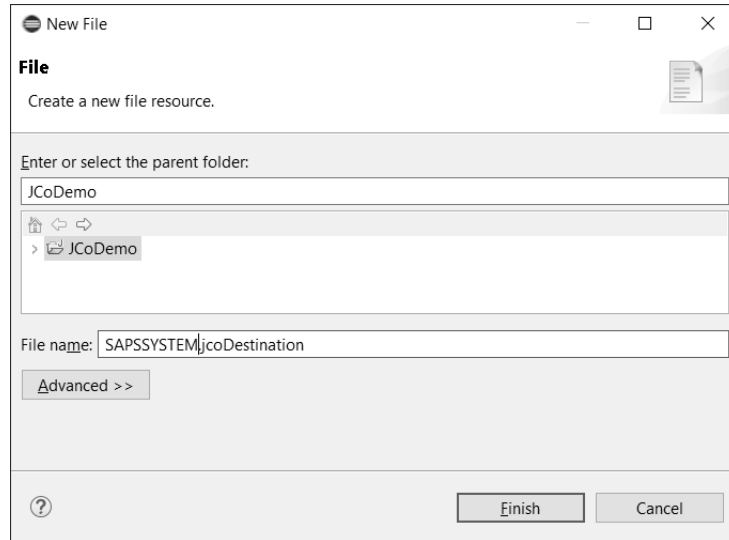 New File
File
Create a new file resource.
Enter or select the parent folder:
JCoDemo
JCoDemo
File name: SAPSSYSTEM.jcoDestination
Advanced >>
Finish Cancel